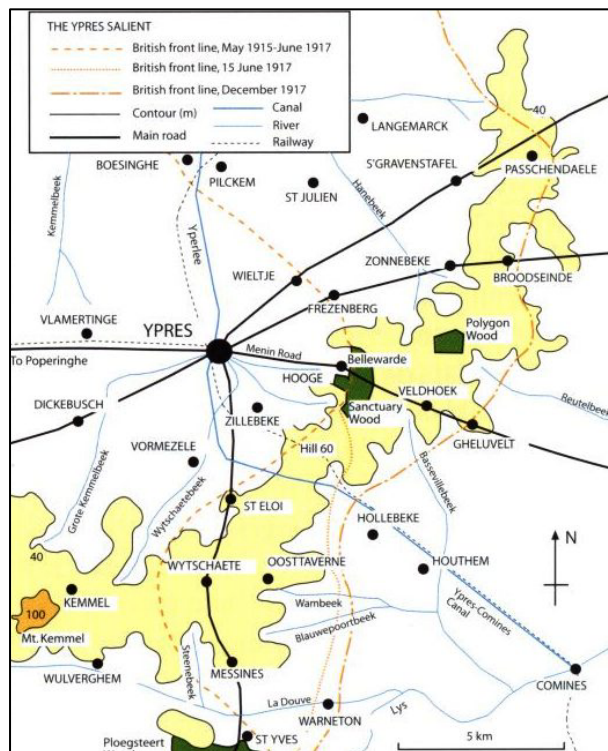 THE YPRES SALIENT
British front line, May 1915-June 1917
British front line, 15 June 1917
British front line, December 1917
Contour (m)
Canal
River
Main road
Railway
40
LANGEMARCK
PASSCHENDAELE
S'GRAVENSTAFEL
BOESINGHE
PILCKEM
ST JULIEN
Hanebeek
Kemmelbeek
Yperlee
ZONNEBEKE
BROODSEINDE
WIELTJE
FREZENBERG
VLAMERTINGE
YPRES
Polygon
Wood
Menin Road
Bellewarde
To Poperinghe
HOOGE
VELDHOEK
Reutelbeek
DICKEBUSCH
ZILLEBEKE
Sanctuary
Wood
GHELUVELT
VORMEZELE
Hill 60
Bassevillebeek
Grote Kemmelbeek
Wytschaetebeek
ST ELOI
HOLLEBEKE
40
WYTSCHAETE
OOSTTAVERNE
HOUTHEM
N
KEMMEL
100
Mt. Kemmel
Wambeek
Blauwepoortbeek
Ypres-Comines
Canal
Steenebeek
WULVERGHEM
MESSINES
COMINES
La Douve
Lys
WARNETON
Ploegsteert
ST YVES
5 km